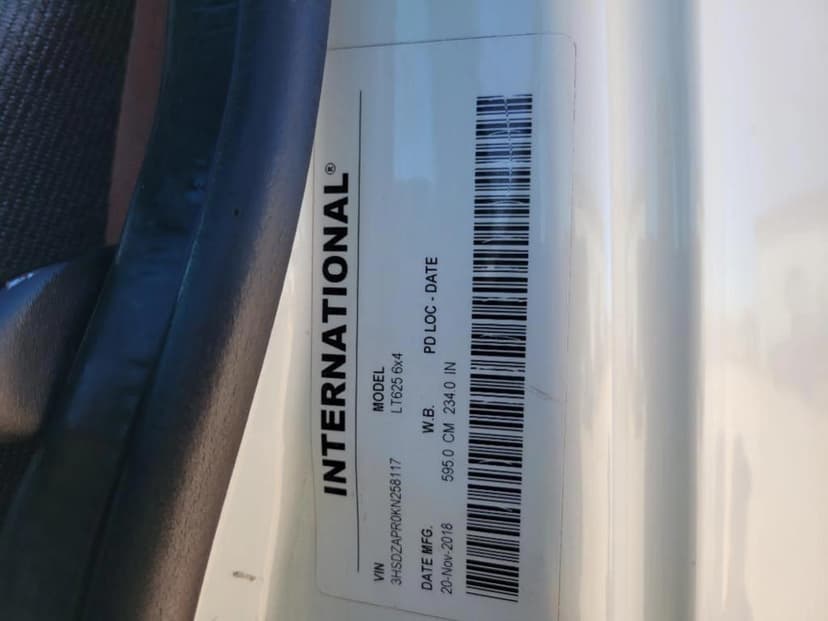 INTERNATIONAL®
VIN MODEL
3HSDZAPR0KN258117 LT625 6x4
DATE MFG. W.B. PD LOC - DATE
20-Nov-2018 595.0 CM 234.0 IN